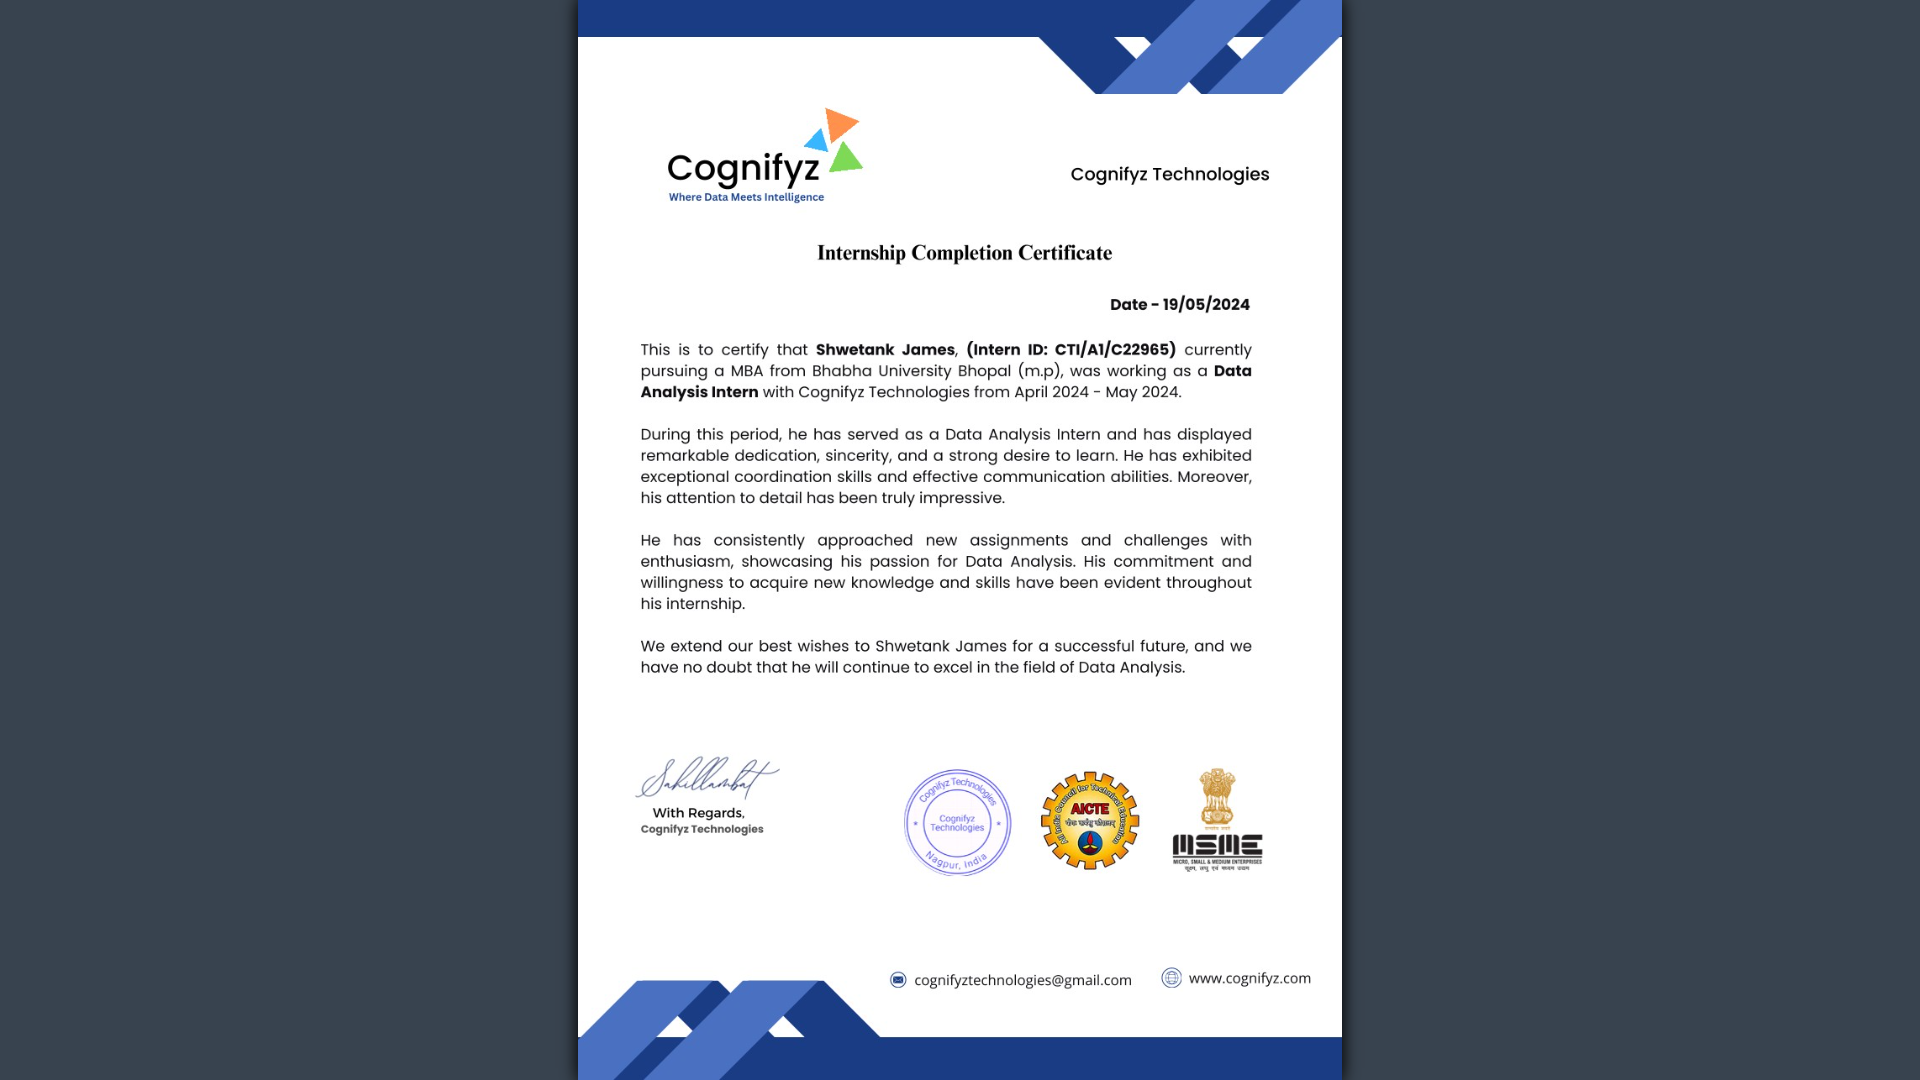 Cognifyz
Where Data Meets Intelligence
Cognifyz Technologies
Internship Completion Certificate
Date - 19/05/2024
This is to certify that Shwetank James, (Intern ID: CTI/A1/C22965) currently
pursuing a MBA from Bhabha University Bhopal (m.p), was working as a Data
Analysis Intern with Cognifyz Technologies from April 2024 - May 2024.
During this period, he has served as a Data Analysis Intern and has displayed
remarkable dedication, sincerity, and a strong desire to learn. He has exhibited
exceptional coordination skills and effective communication abilities. Moreover,
his attention to detail has been truly impressive.
He has consistently approached new assignments and challenges with
enthusiasm, showcasing his passion for Data Analysis. His commitment and
willingness to acquire new knowledge and skills have been evident throughout
his internship.
We extend our best wishes to Shwetank James for a successful future, and we
have no doubt that he will continue to excel in the field of Data Analysis.
With Regards,
Cognifyz Technologies
Cognifyz Technologies
Cognifyz
Technologies
Nagpur, India
All India Council for Technical Education
AICTE
MSME
MICRO, SMALL & MEDIUM ENTERPRISES
सूक्ष्म, लघु एवं मध्यम उद्यम
cognifyztechnologies@gmail.com
www.cognifyz.com